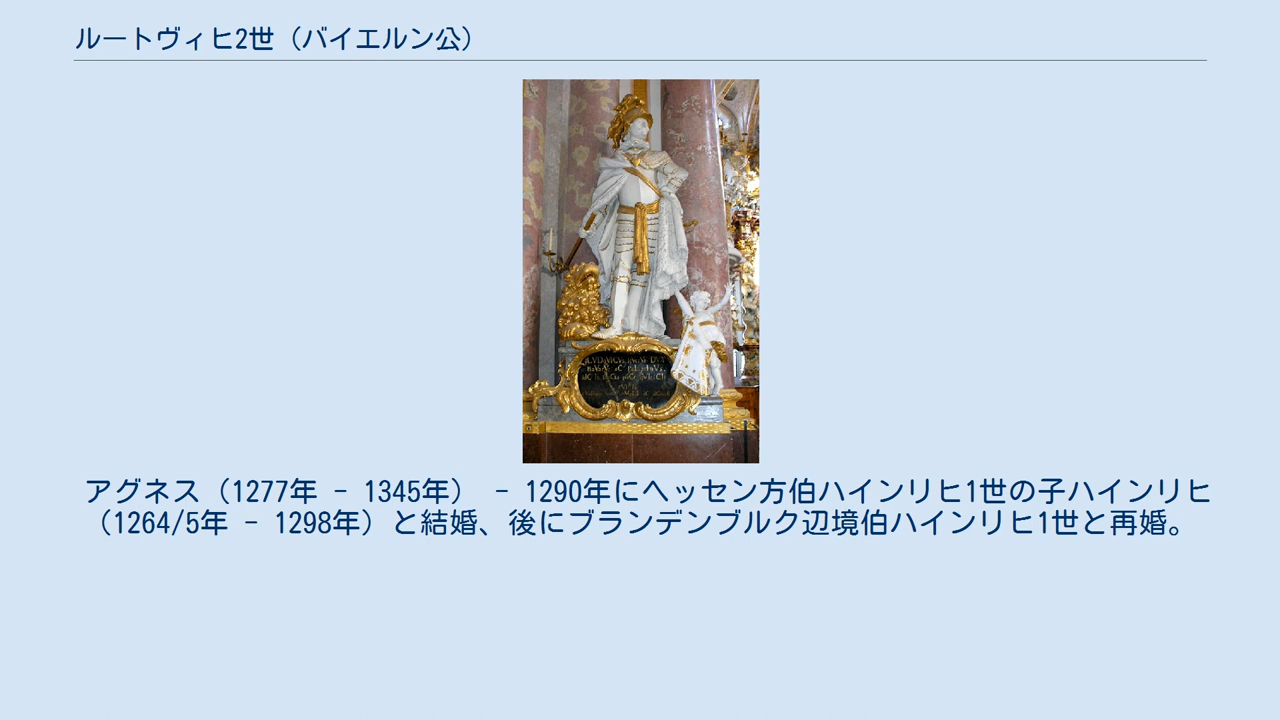 ルートヴィヒ2世（バイエルン公）
アグネス（1277年 - 1345年） - 1290年にヘッセン方伯ハインリヒ1世の子ハインリヒ
（1264/5年 - 1298年）と結婚、後にブランデンブルク辺境伯ハインリヒ1世と再婚。